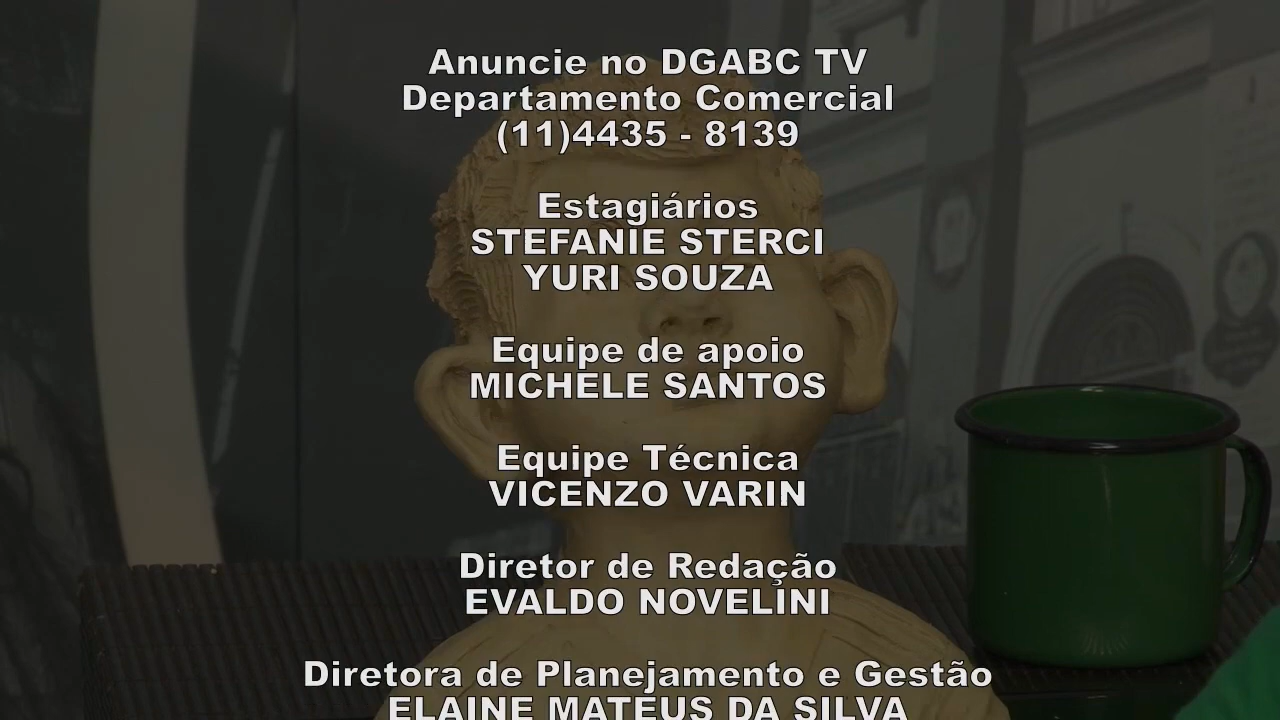 Anuncie no DGABC TV
Departamento Comercial
(11)4435 - 8139
Estagiários
STEFANIE STERCI
YURI SOUZA
Equipe de apoio
MICHELE SANTOS
Equipe Técnica
VICENZO VARIN
Diretor de Redação
EVALDO NOVELINI
Diretora de Planejamento e Gestão
ELAINE MATEUS DA SILVA